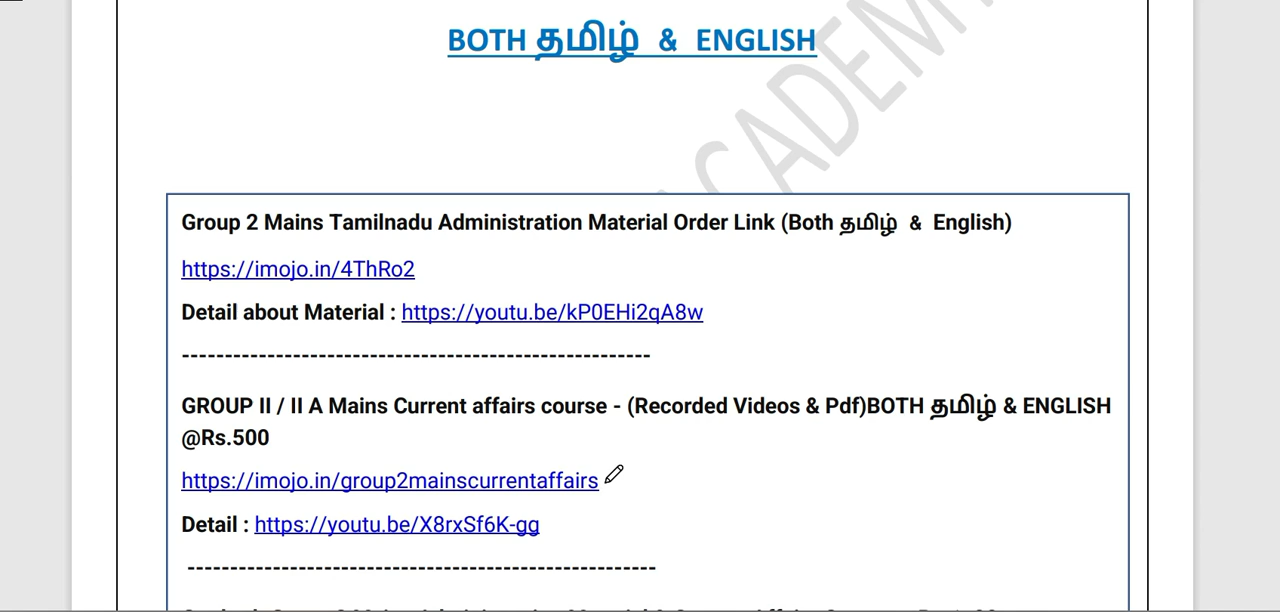 BOTH தமிழ் & ENGLISH
Group 2 Mains Tamilnadu Administration Material Order Link (Both தமிழ் & English)
https://imojo.in/4ThRo2
Detail about Material : https://youtu.be/kP0EHi2qA8w
------------------------------------------------------
GROUP II / II A Mains Current affairs course - (Recorded Videos & Pdf)BOTH தமிழ் & ENGLISH
@Rs.500
https://imojo.in/group2mainscurrentaffairs
Detail : https://youtu.be/X8rxSf6K-gg
------------------------------------------------------